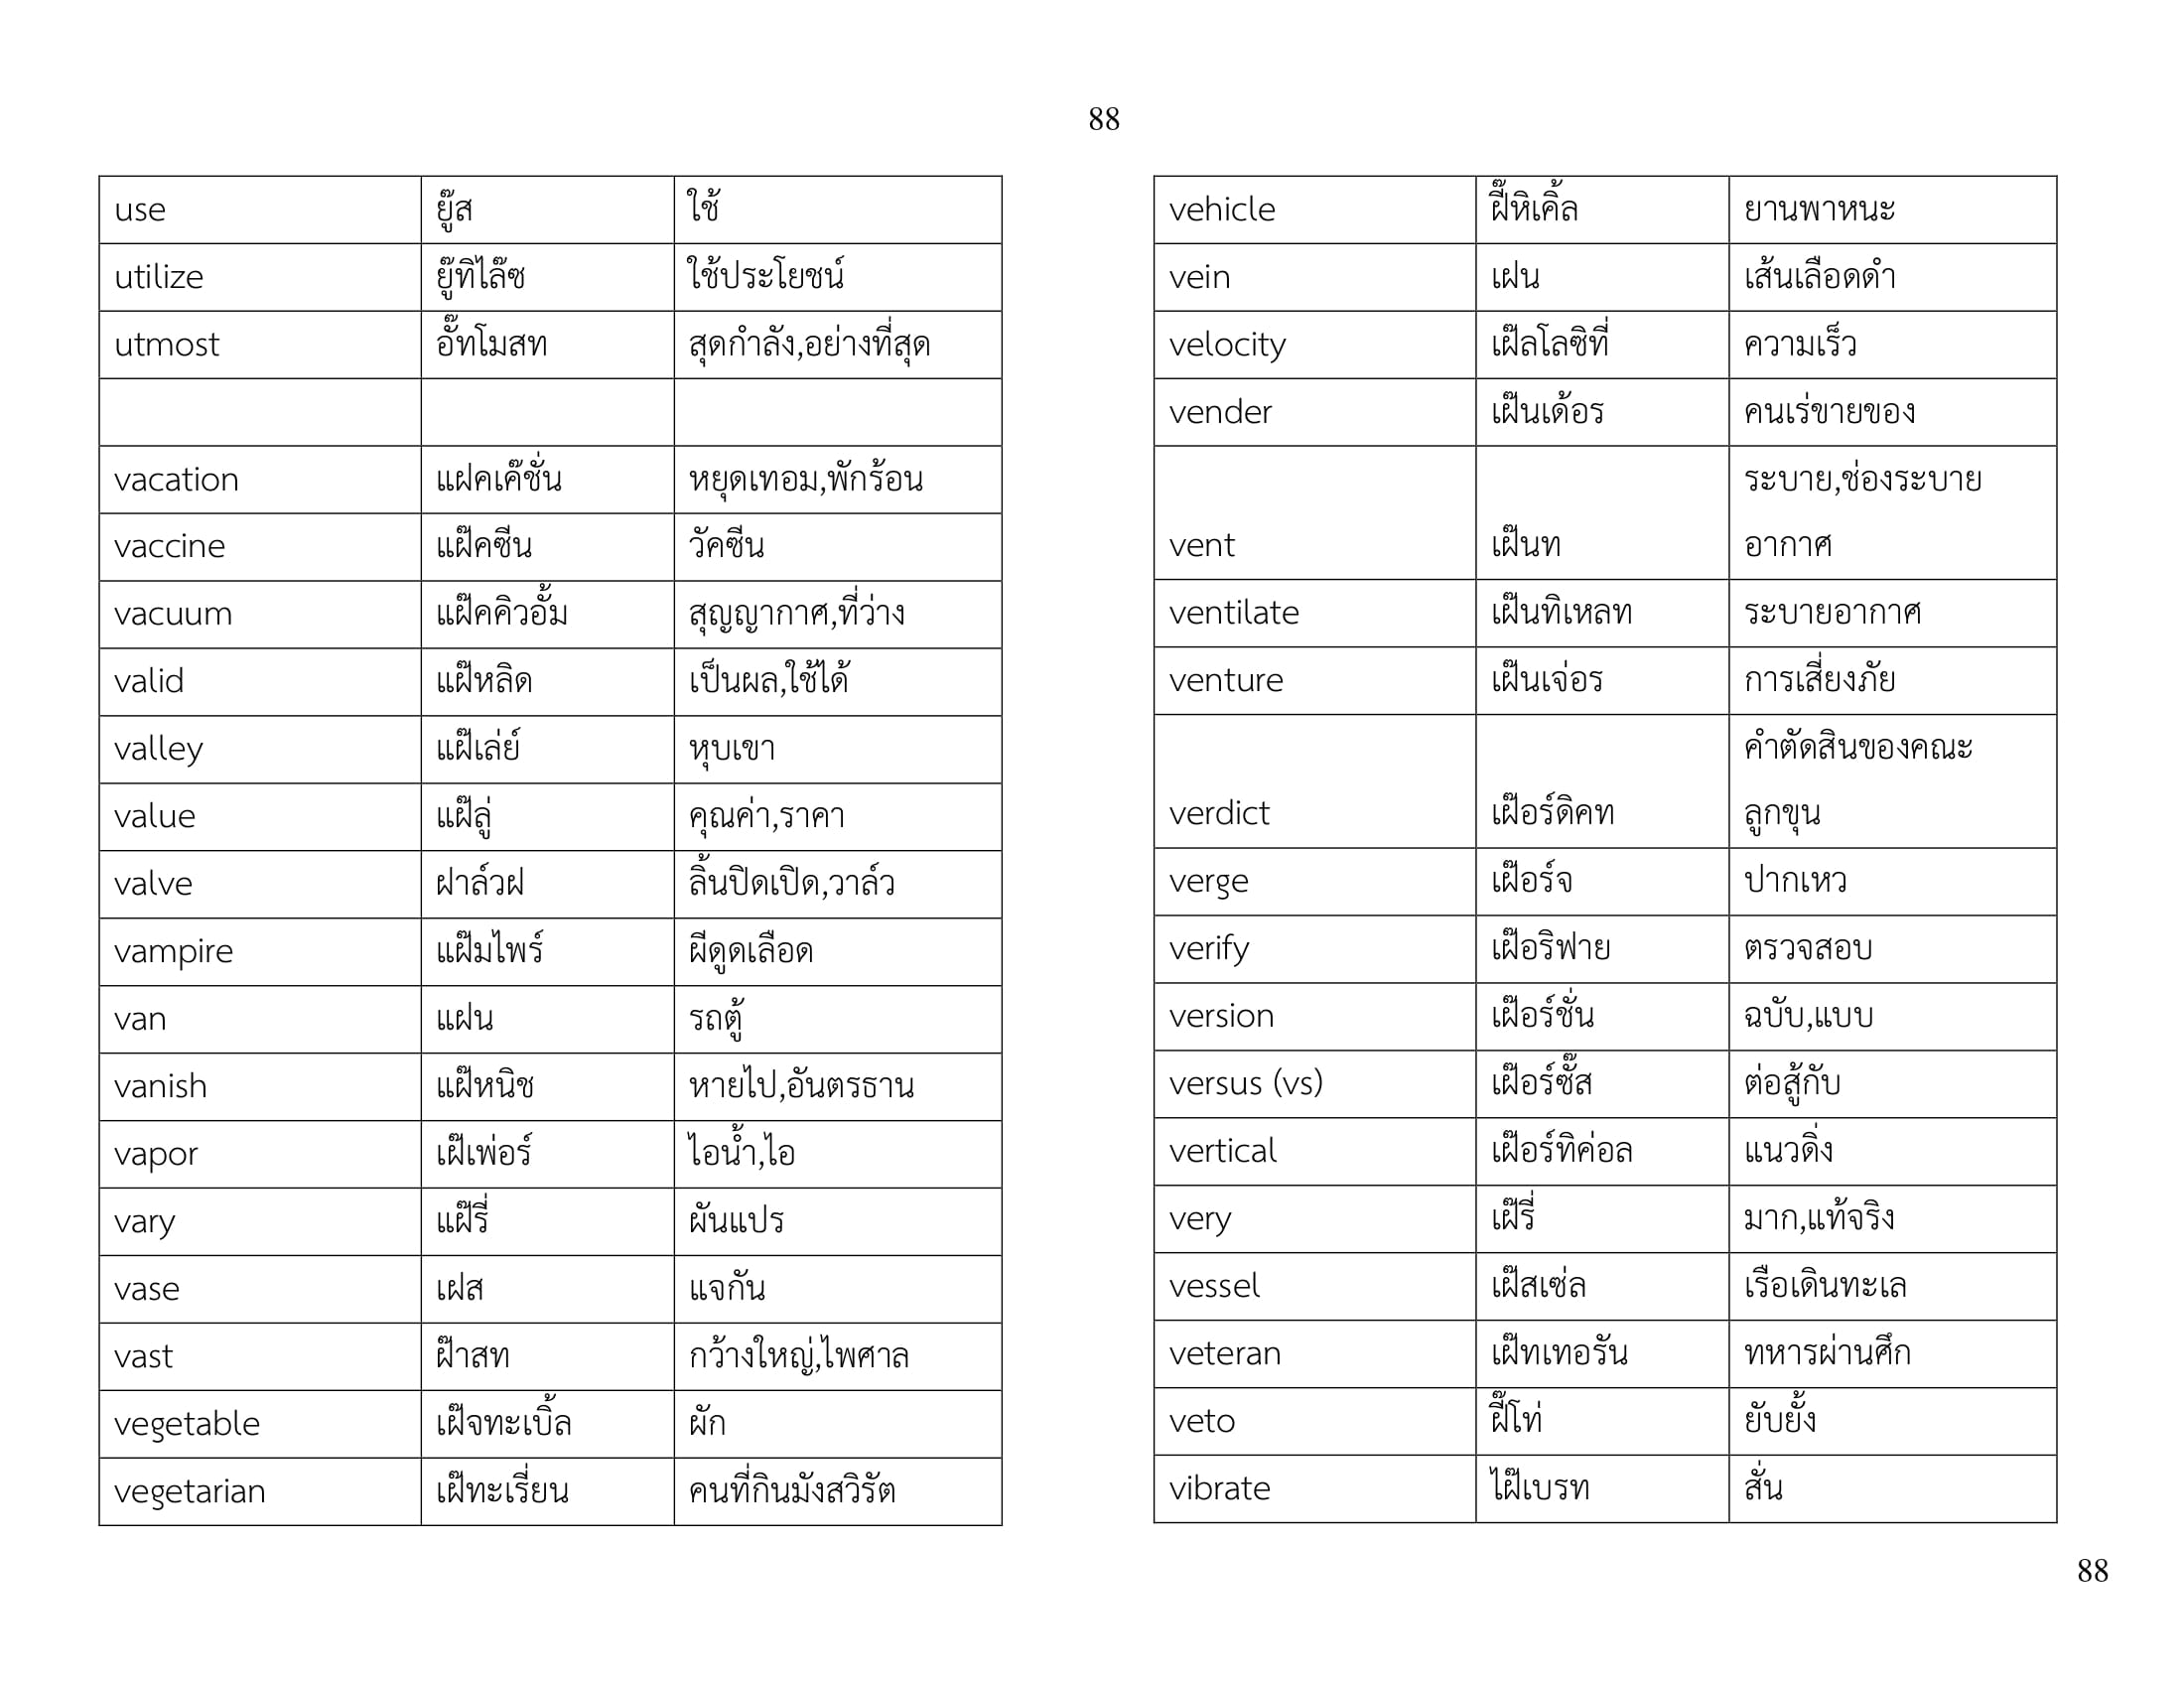 88
use ยู๊ส ใช้
utilize ยู๊ทิไล๊ซ ใช้ประโยชน์
utmost อั๊ทโมสท สุดกำลัง,อย่างที่สุด
vacation แฝคเค๊ชั่น หยุดเทอม,พักร้อน
vaccine แฝ๊คซีน วัคซีน
vacuum แฝ๊คคิวอั้ม สุญญากาศ,ที่ว่าง
valid แฝ๊หลิด เป็นผล,ใช้ได้
valley แฝ๊เล่ย์ หุบเขา
value แฝ๊ลู่ คุณค่า,ราคา
valve ฝาล์วฝ ลิ้นปิดเปิด,วาล์ว
vampire แฝ๊มไพร์ ผีดูดเลือด
van แฝน รถตู้
vanish แฝ๊หนิช หายไป,อันตรธาน
vapor เฝ๊เพ่อร์ ไอน้ำ,ไอ
vary แฝ๊รี่ ผันแปร
vase เฝส แจกัน
vast ฝ๊าสท กว้างใหญ่,ไพศาล
vegetable เฝ๊จทะเบิ้ล ผัก
vegetarian เฝ๊ทะเรี่ยน คนที่กินมังสวิรัต
vehicle ฝี๊หิเคิ้ล ยานพาหนะ
vein เฝน เส้นเลือดดำ
velocity เฝ๊ลโลซิที่ ความเร็ว
vender เฝ๊นเด้อร คนเร่ขายของ
ระบาย,ช่องระบาย
vent เฝ๊นท อากาศ
ventilate เฝ๊นทิเหลท ระบายอากาศ
venture เฝ๊นเจ่อร การเสี่ยงภัย
คำตัดสินของคณะ
verdict เฝ๊อร์ดิคท ลูกขุน
verge เฝ๊อร์จ ปากเหว
verify เฝ๊อริฟาย ตรวจสอบ
version เฝ๊อร์ชั่น ฉบับ,แบบ
versus (vs) เฝ๊อร์ซั๊ส ต่อสู้กับ
vertical เฝ๊อร์ทิค่อล แนวดิ่ง
very เฝ๊รี่ มาก,แท้จริง
vessel เฝ๊สเซ่ล เรือเดินทะเล
veteran เฝ๊ทเทอรัน ทหารผ่านศึก
veto ฝี๊โท่ ยับยั้ง
vibrate ไฝ๊เบรท สั่น
88